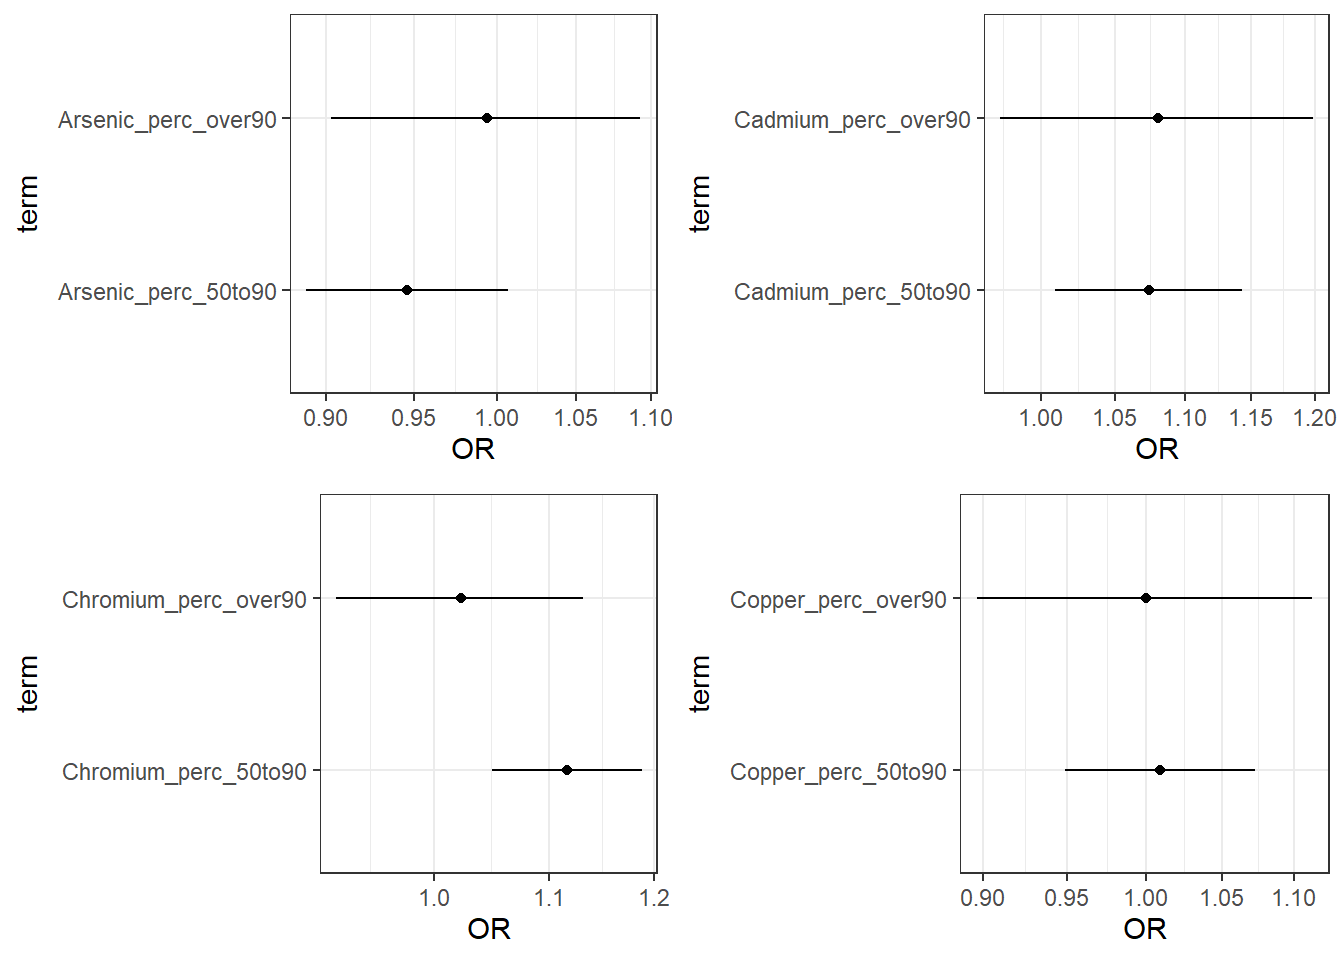 term
Arsenic_perc_over90
Arsenic_perc_50to90
0.90 0.95 1.00 1.05 1.10
OR
term
Cadmium_perc_over90
Cadmium_perc_50to90
1.00 1.05 1.10 1.15 1.20
OR
term
Chromium_perc_over90
Chromium_perc_50to90
1.0 1.1 1.2
OR
term
Copper_perc_over90
Copper_perc_50to90
0.90 0.95 1.00 1.05 1.10
OR